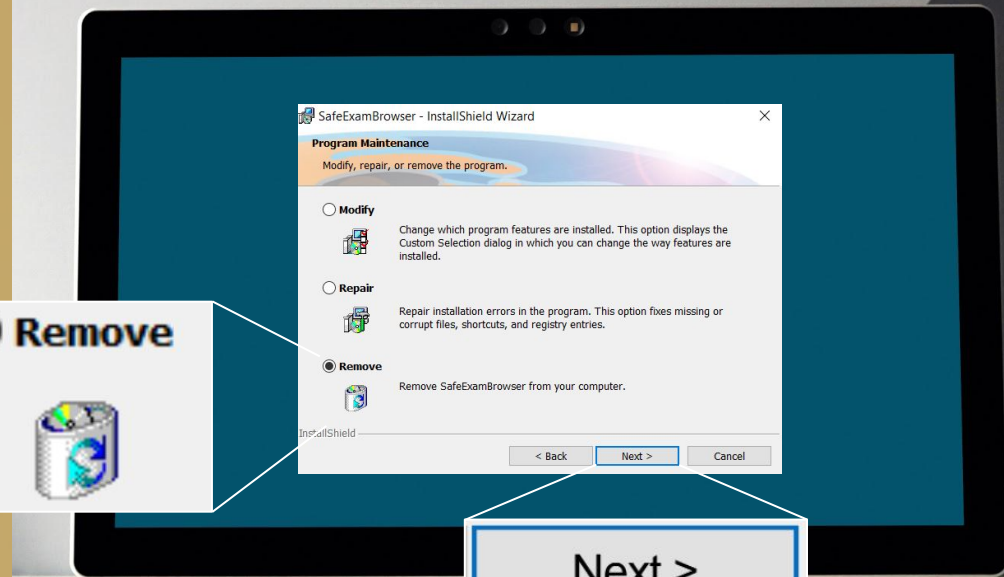 SafeExamBrowser - InstallShield Wizard
Program Maintenance
Modify, repair, or remove the program.
Modify
Change which program features are installed. This option displays the
Custom Selection dialog in which you can change the way features are
installed.
Repair
Repair installation errors in the program. This option fixes missing or
corrupt files, shortcuts, and registry entries.
Remove
Remove
Remove SafeExamBrowser from your computer.
InstallShield
< Back
Next >
Cancel
Next >